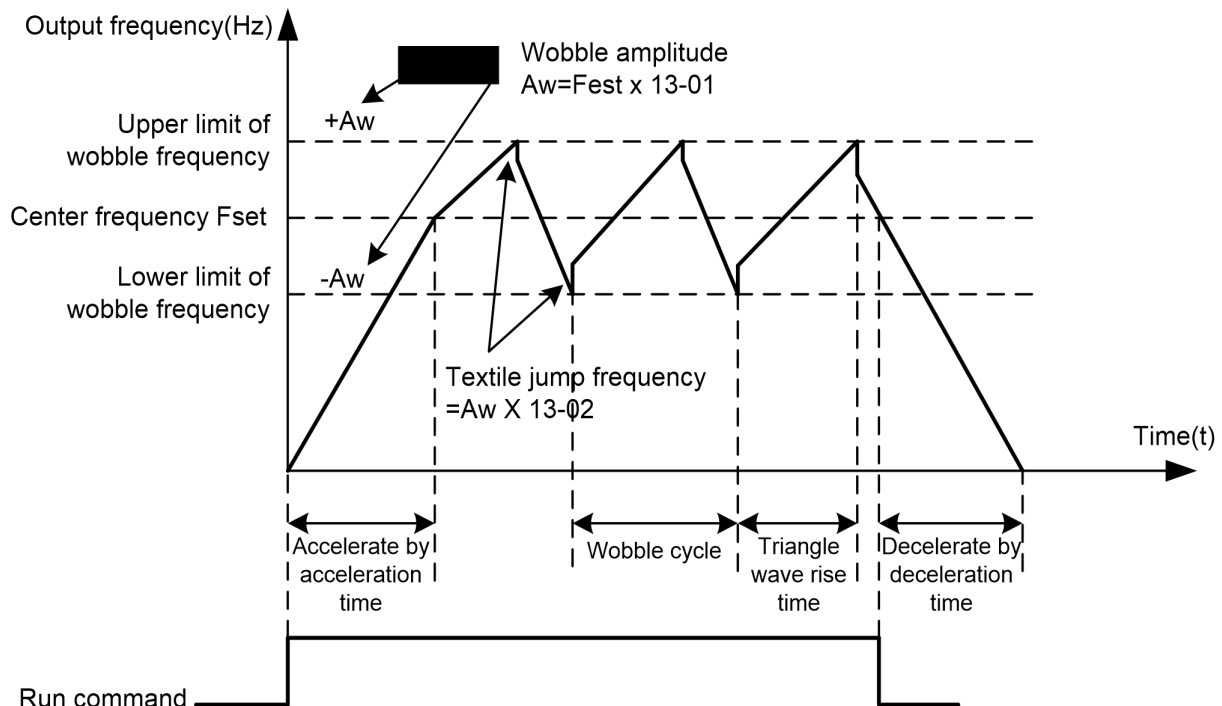 Output frequency(Hz)
Wobble amplitude
Aw=Fest x 13-01
Upper limit of
wobble frequency
+Aw
Center frequency Fset
Lower limit of
wobble frequency
-Aw
Textile jump frequency
=Aw X 13-02
Time(t)
Accelerate by
acceleration
time
Wobble cycle
Triangle
wave rise
time
Decelerate by
deceleration
time
Run command